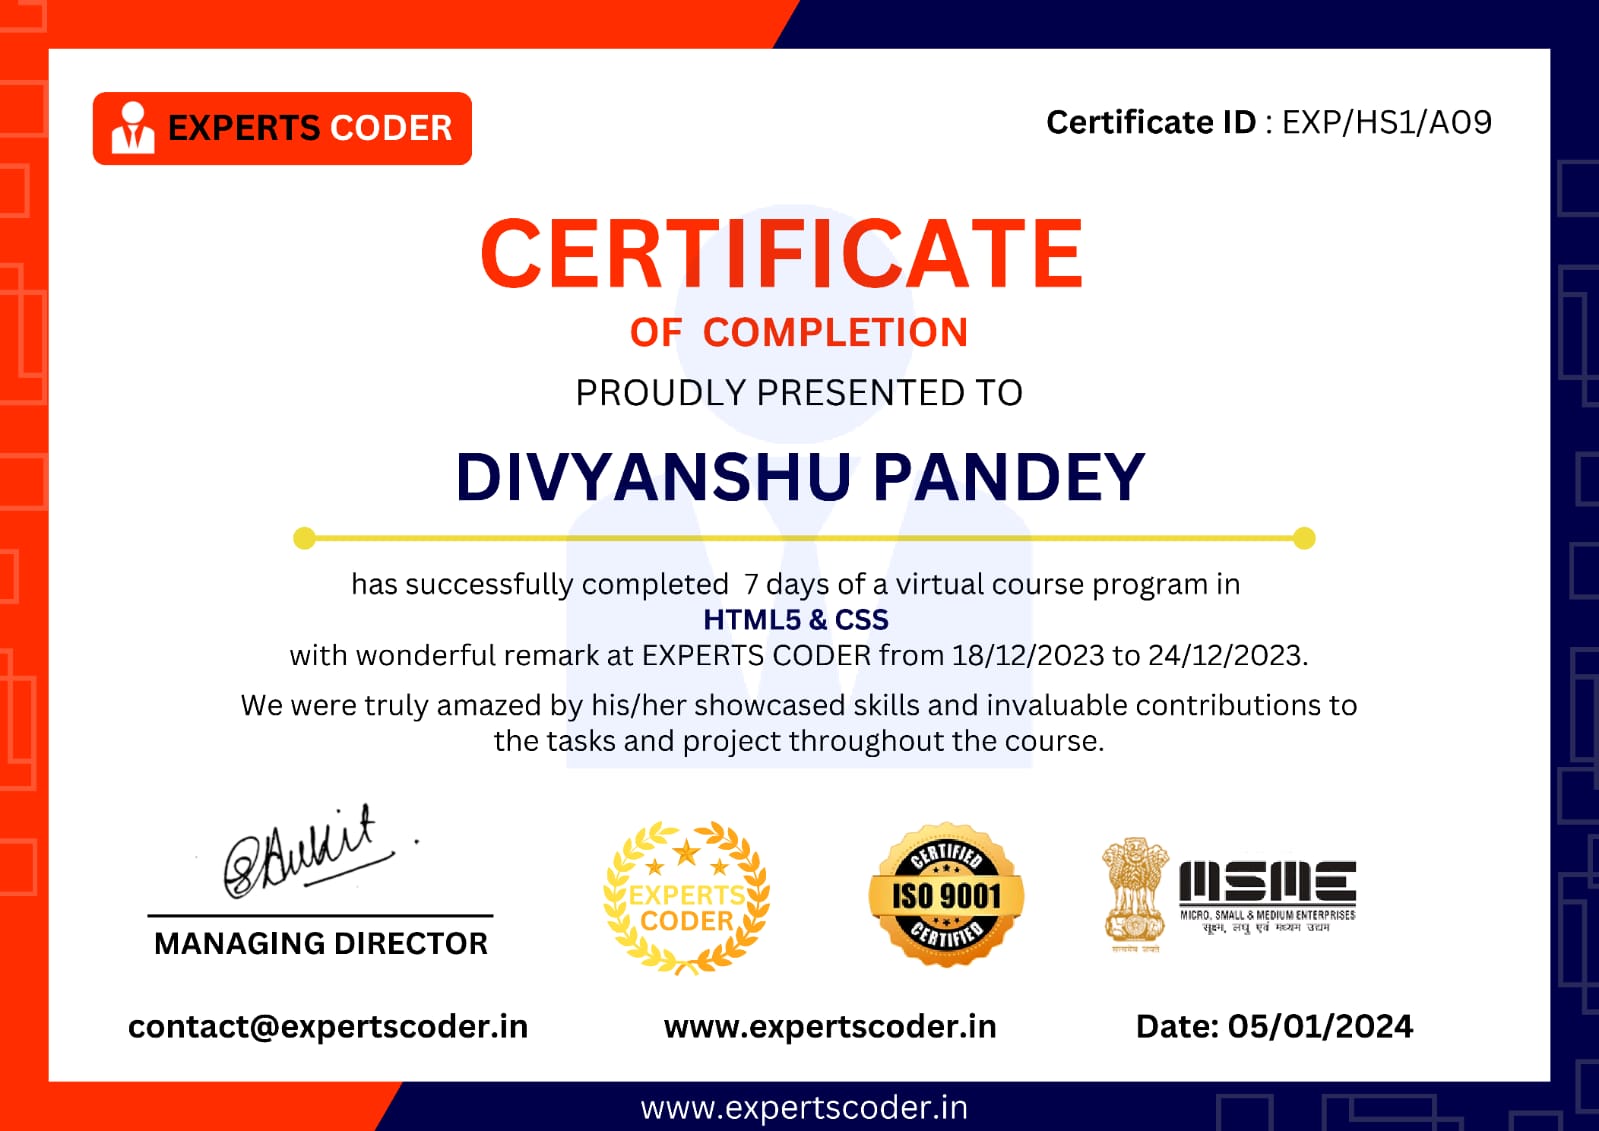 EXPERTS CODER
Certificate ID : EXP/HS1/A09
CERTIFICATE
OF COMPLETION
PROUDLY PRESENTED TO
DIVYANSHU PANDEY
has successfully completed 7 days of a virtual course program in
HTML5 & CSS
with wonderful remark at EXPERTS CODER from 18/12/2023 to 24/12/2023.
We were truly amazed by his/her showcased skills and invaluable contributions to
the tasks and project throughout the course.
MANAGING DIRECTOR
EXPERTS
CODER
CERTIFIED
ISO 9001
CERTIFIED
सत्यमेव जयते
MSME
MICRO, SMALL & MEDIUM ENTERPRISES
सूक्ष्म, लघु एवं मध्यम उद्यम
contact@expertscoder.in
www.expertscoder.in
Date: 05/01/2024
www.expertscoder.in